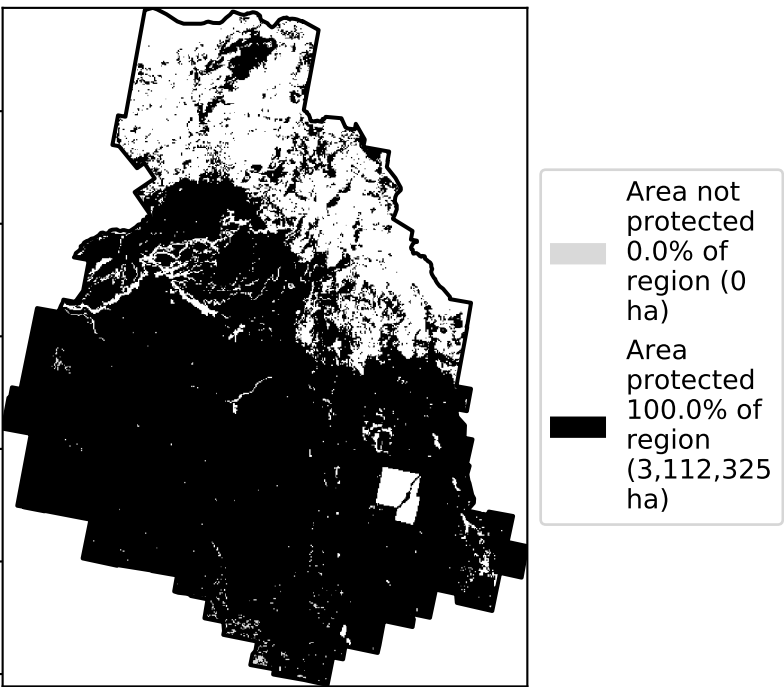 Area not
protected
0.0% of
region (0
ha)
Area
protected
100.0% of
region
(3,112,325
ha)